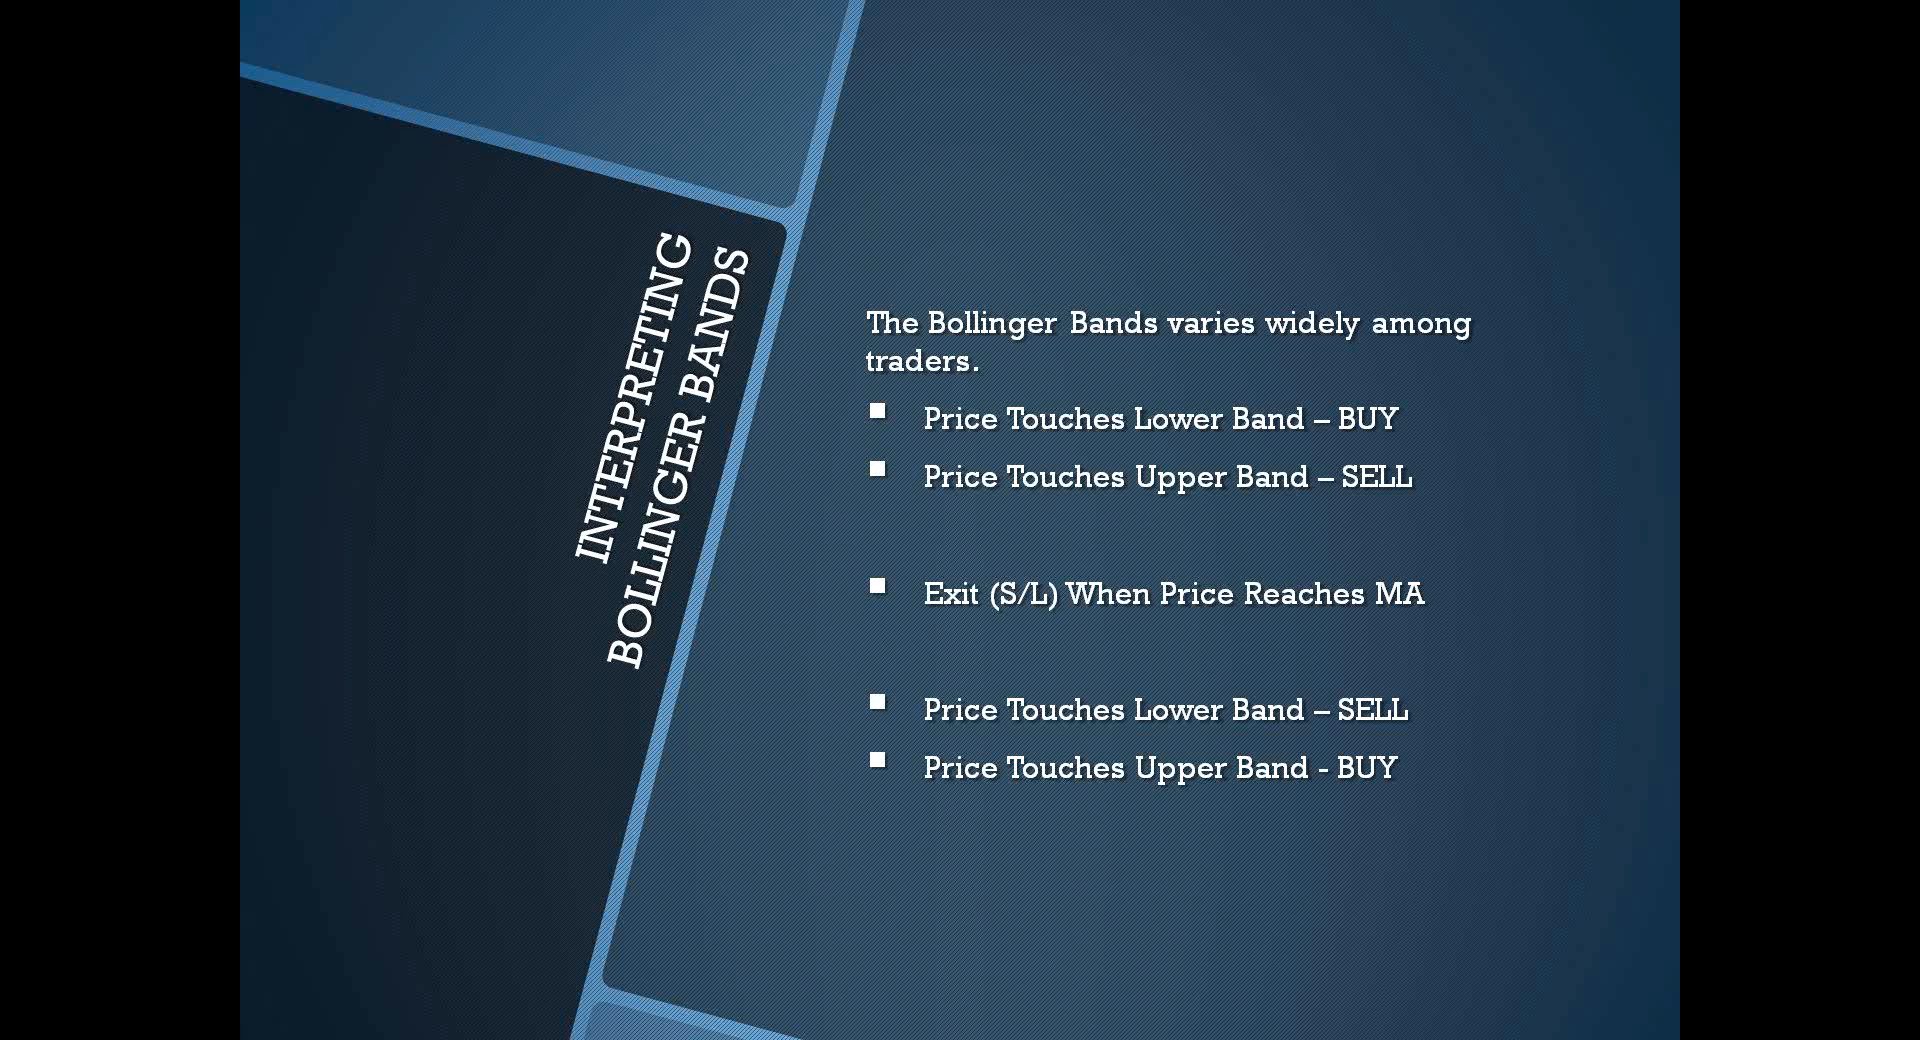 INTERPRETING
BOLLINGER BANDS
The Bollinger Bands varies widely among
traders.
Price Touches Lower Band – BUY
Price Touches Upper Band – SELL
Exit (S/L) When Price Reaches MA
Price Touches Lower Band – SELL
Price Touches Upper Band - BUY